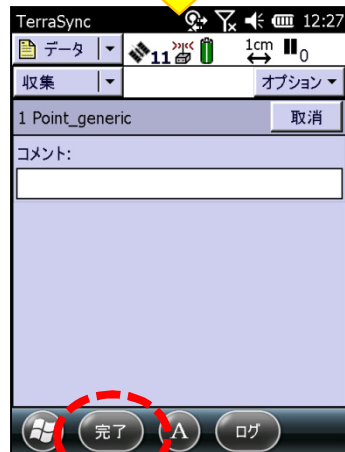 TerraSync 12:27
データ 11 1cm 0
収集 オプション
1 Point_generic 取消
コメント:
完了 A ログ